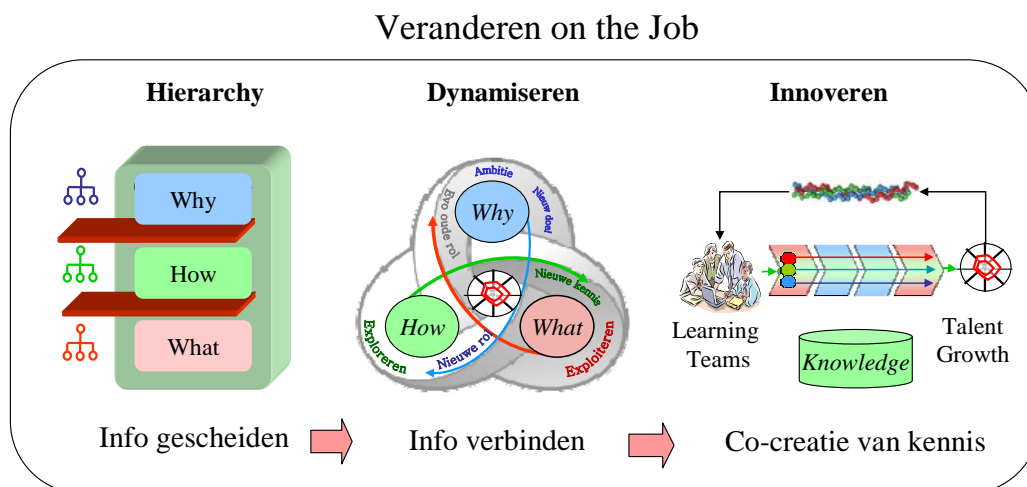 Veranderen on the Job
Hierarchy
Dynamiseren
Innoveren
Why
How
What
Ambitie
Nieuw doel
Evo oude rol
Why
Nieuwe kennis
How
What
Exploreren
Nieuwe rol
Exploiteren
Learning
Teams
Knowledge
Talent
Growth
Info gescheiden
Info verbinden
Co-creatie van kennis